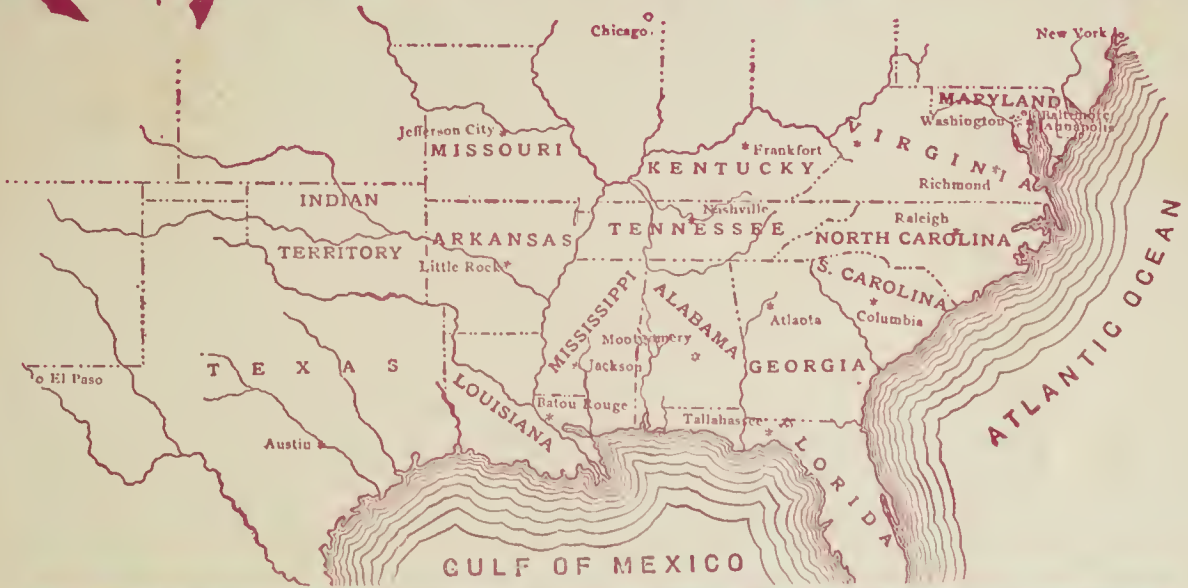 Chicago
New York
MARYLAND
Washington
Baltimore
Annapolis
Jefferson City
MISSOURI
Frankfort
KENTUCKY
VIRGINIA
Richmond
INDIAN
TERRITORY
ARKANSAS
Little Rock
Nashville
TENNESSEE
Raleigh
NORTH CAROLINA
S. CAROLINA
Columbia
MISSISSIPPI
ALABAMA
Montgomery
Jackson
Atlanta
GEORGIA
El Paso
TEXAS
Austin
LOUISIANA
Batou Rouge
Tallahassee
FLORIDA
ATLANTIC OCEAN
GULF OF MEXICO